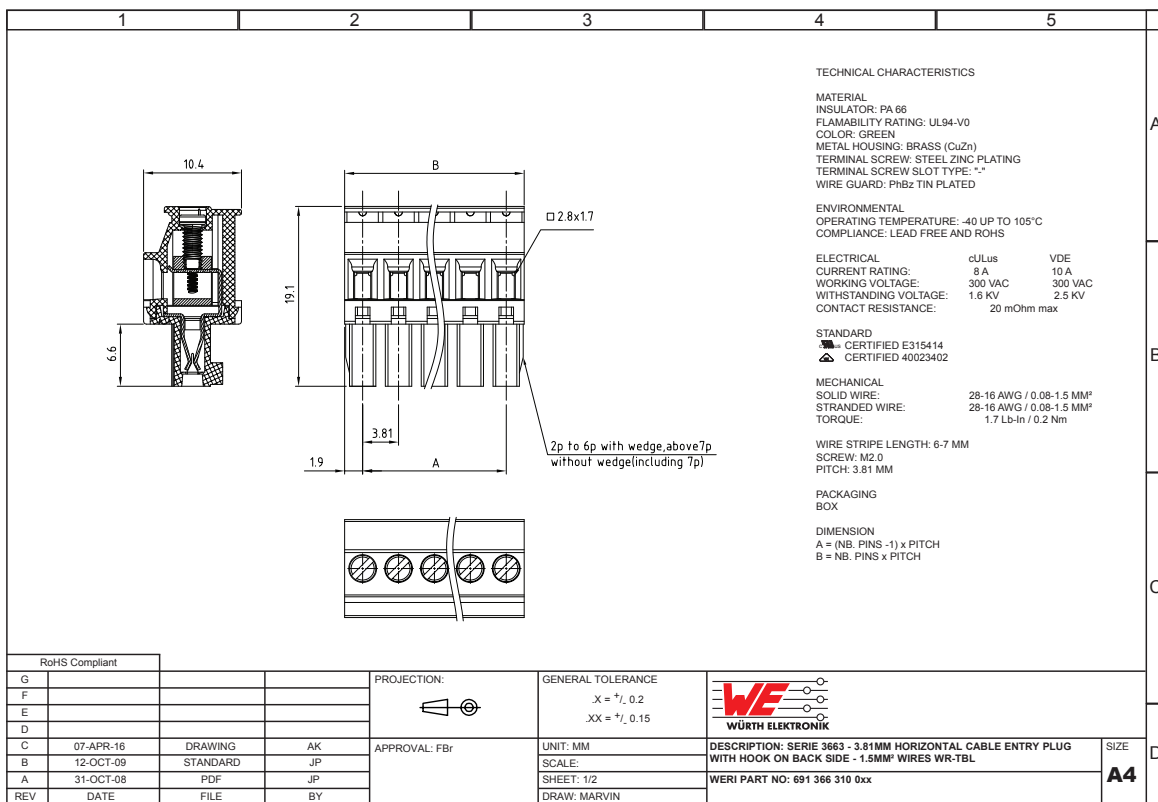 1 2 3 4 5
A
B
C
D
TECHNICAL CHARACTERISTICS
MATERIAL
INSULATOR: PA 66
FLAMABILITY RATING: UL94-V0
COLOR: GREEN
METAL HOUSING: BRASS (CuZn)
TERMINAL SCREW: STEEL ZINC PLATING
TERMINAL SCREW SLOT TYPE: "-"
WIRE GUARD: PhBz TIN PLATED
ENVIRONMENTAL
OPERATING TEMPERATURE: -40 UP TO 105°C
COMPLIANCE: LEAD FREE AND ROHS
ELECTRICAL cULus VDE
CURRENT RATING: 8 A 10 A
WORKING VOLTAGE: 300 VAC 300 VAC
WITHSTANDING VOLTAGE: 1.6 KV 2.5 KV
CONTACT RESISTANCE: 20 mOhm max
STANDARD
CERTIFIED E315414
CERTIFIED 40023402
MECHANICAL
SOLID WIRE: 28-16 AWG / 0.08-1.5 MM²
STRANDED WIRE: 28-16 AWG / 0.08-1.5 MM²
TORQUE: 1.7 Lb-In / 0.2 Nm
WIRE STRIPE LENGTH: 6-7 MM
SCREW: M2.0
PITCH: 3.81 MM
PACKAGING
BOX
DIMENSION
A = (NB. PINS -1) x PITCH
B = NB. PINS x PITCH
10.4
6.6
B
19.1
□ 2.8x1.7
3.81
1.9
A
2p to 6p with wedge,above7p
without wedge(including 7p)
RoHS Compliant
G
F
E
D
C 07-APR-16 DRAWING AK
B 12-OCT-09 STANDARD JP
A 31-OCT-08 PDF JP
REV DATE FILE BY
PROJECTION:
APPROVAL: FBr
GENERAL TOLERANCE
.X = +/- 0.2
.XX = +/- 0.15
UNIT: MM
SCALE:
SHEET: 1/2
DRAW: MARVIN
WE
WÜRTH ELEKTRONIK
DESCRIPTION: SERIE 3663 - 3.81MM HORIZONTAL CABLE ENTRY PLUG
WITH HOOK ON BACK SIDE - 1.5MM² WIRES WR-TBL
WERI PART NO: 691 366 310 0xx
SIZE
A4